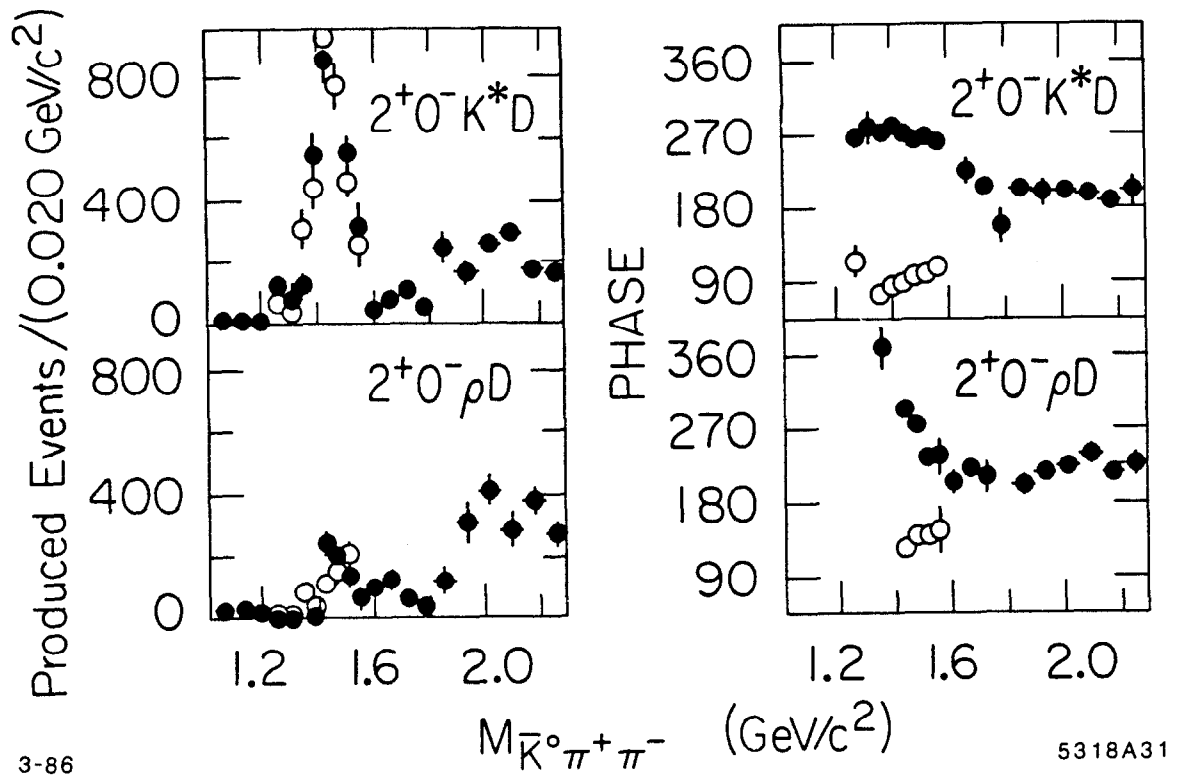 Produced Events/(0.020 GeV/c²)
800
400
0
2⁺0⁻K*D
800
400
0
2⁺0⁻ρD
1.2
1.6
2.0
PHASE
360
270
180
90
2⁺0⁻K*D
360
270
180
90
2⁺0⁻ρD
1.2
1.6
2.0
M K̄°π⁺π⁻ (GeV/c²)
3-86
5318A31